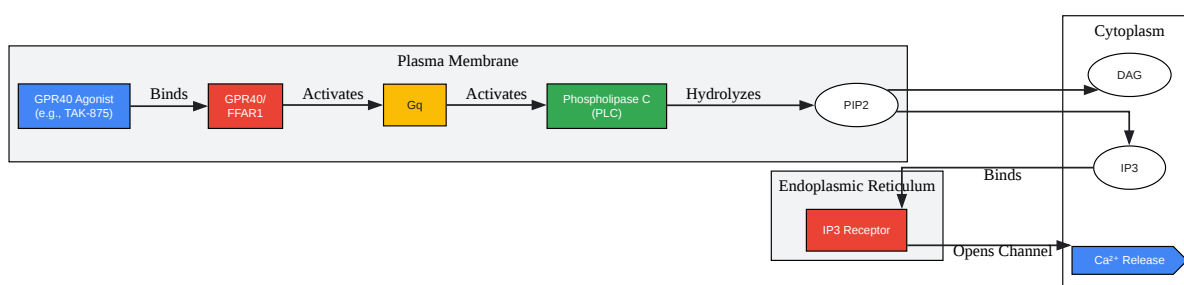 Cytoplasm
Plasma Membrane
GPR40 Agonist
(e.g., TAK-875)
Binds
GPR40/
FFAR1
Activates
Gq
Activates
Phospholipase C
(PLC)
Hydrolyzes
PIP2
DAG
IP3
Binds
Endoplasmic Reticulum
IP3 Receptor
Opens Channel
Ca²⁺ Release